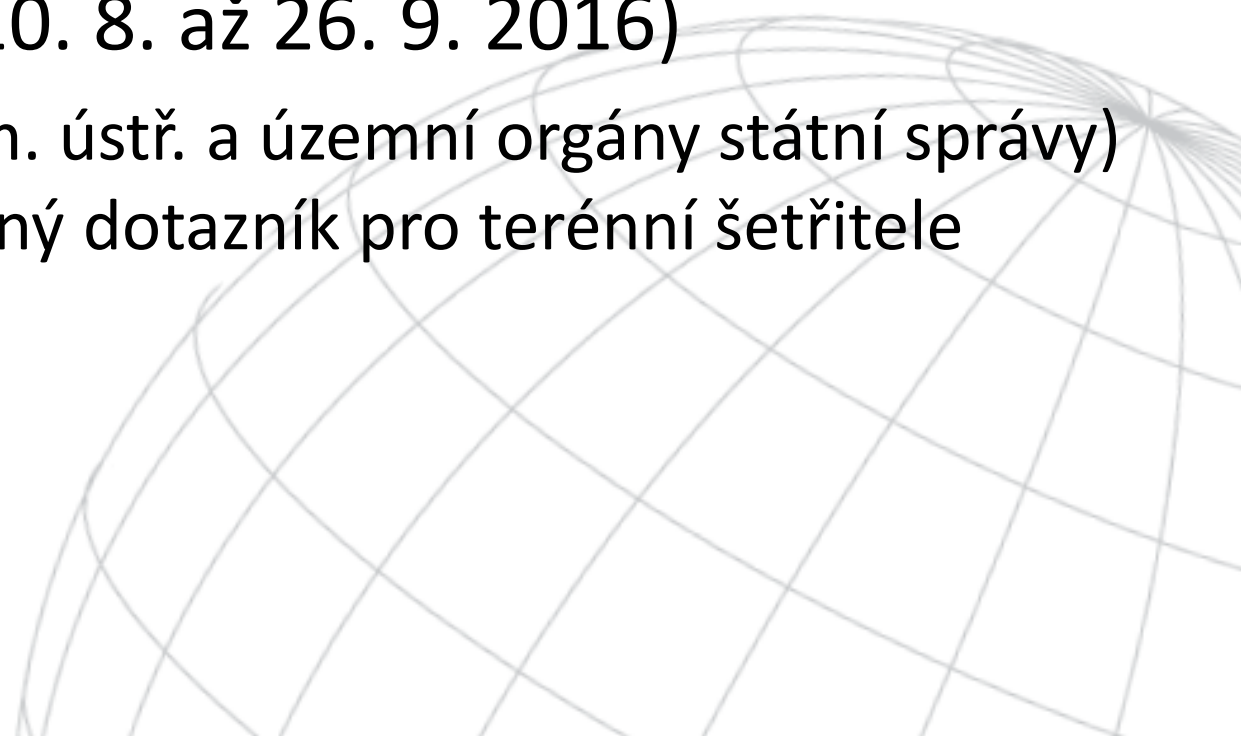 0. 8. až 26. 9. 2016)
. ústř. a územní orgány státní správy)
ný dotazník pro terénní šetřitele